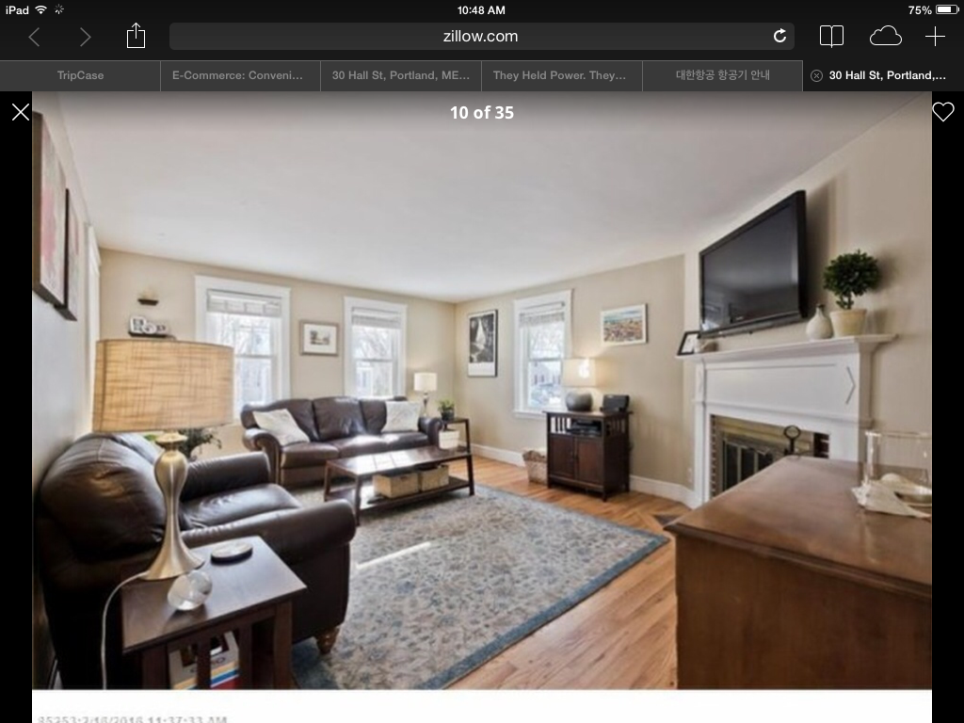 iPad 10:48 AM 75%
zillow.com
TripCase E-Commerce: Conveni... 30 Hall St, Portland, ME... They Held Power. They... 대한항공 항공기 안내 30 Hall St, Portland,...
10 of 35